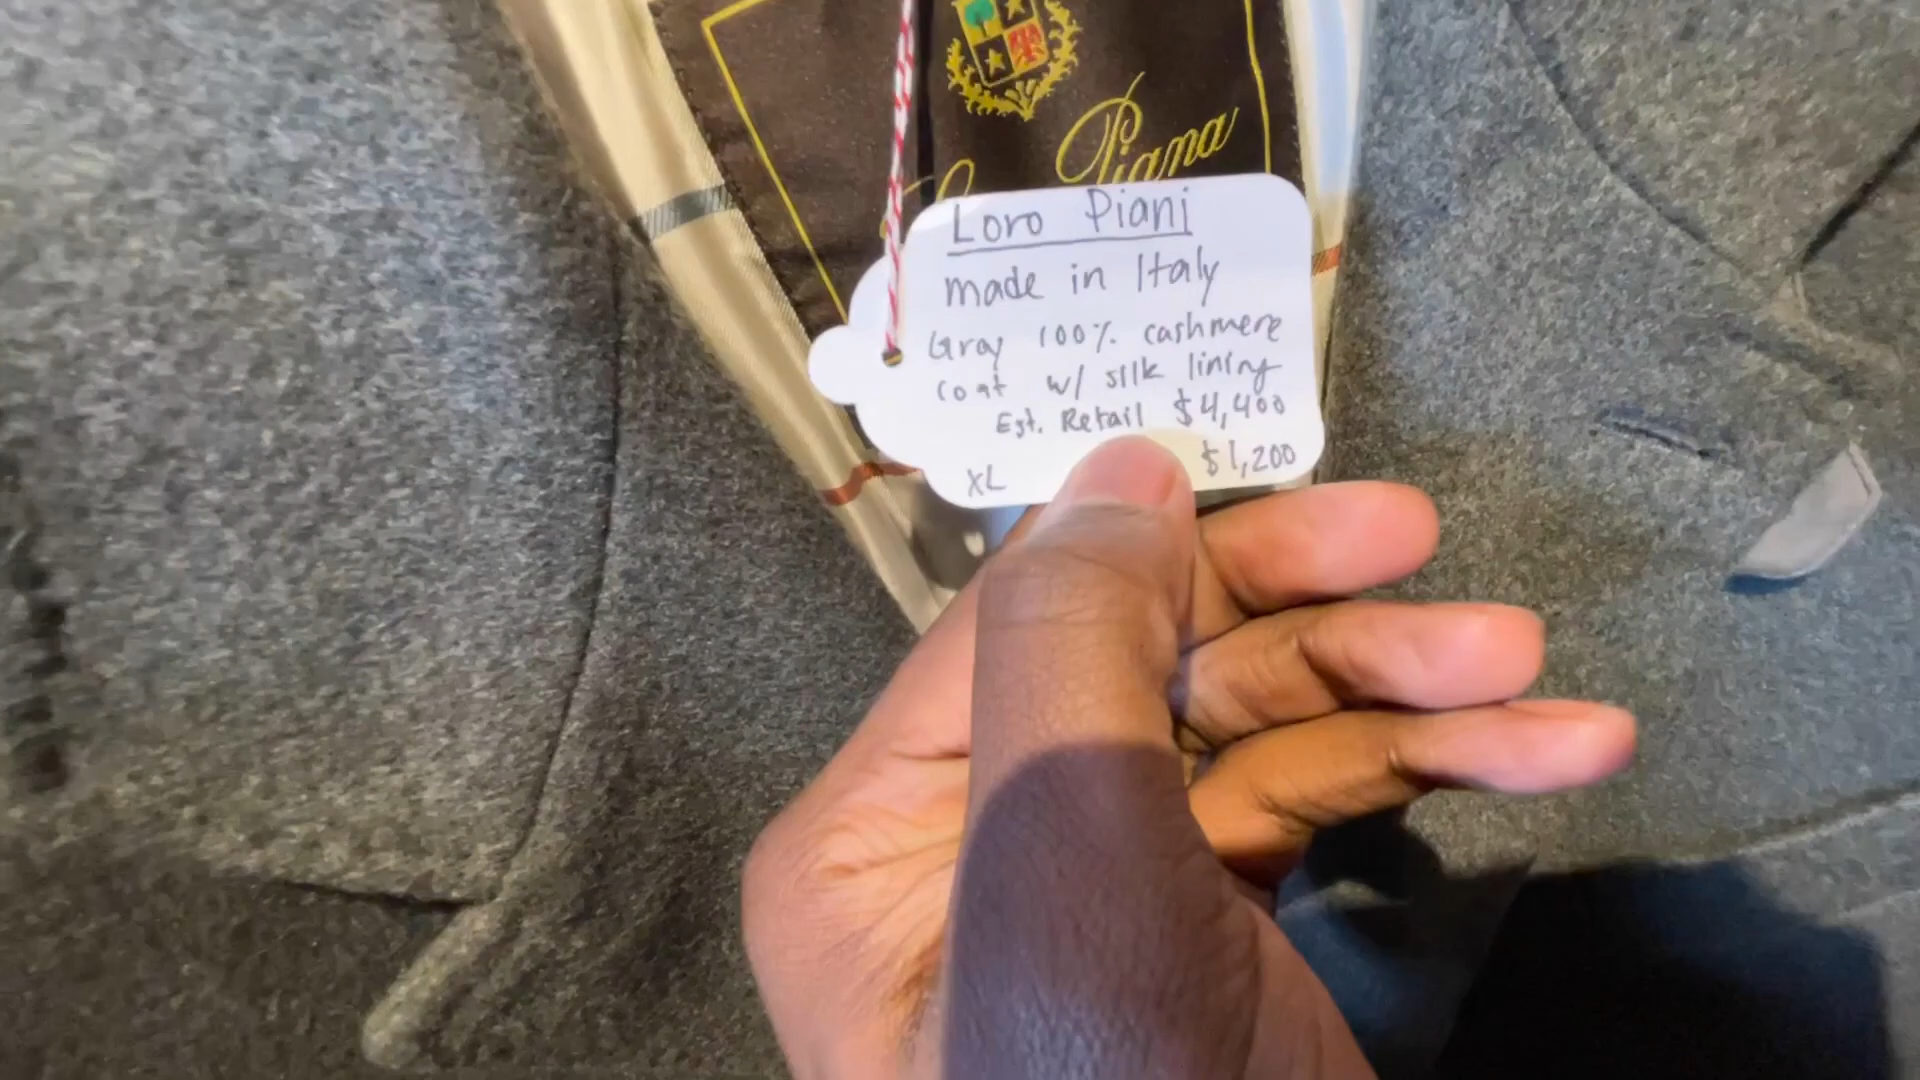 Piana
Loro Piani
made in Italy
Gray 100% cashmere
coat w/ silk lining
Est. Retail $4,400
XL $1,200